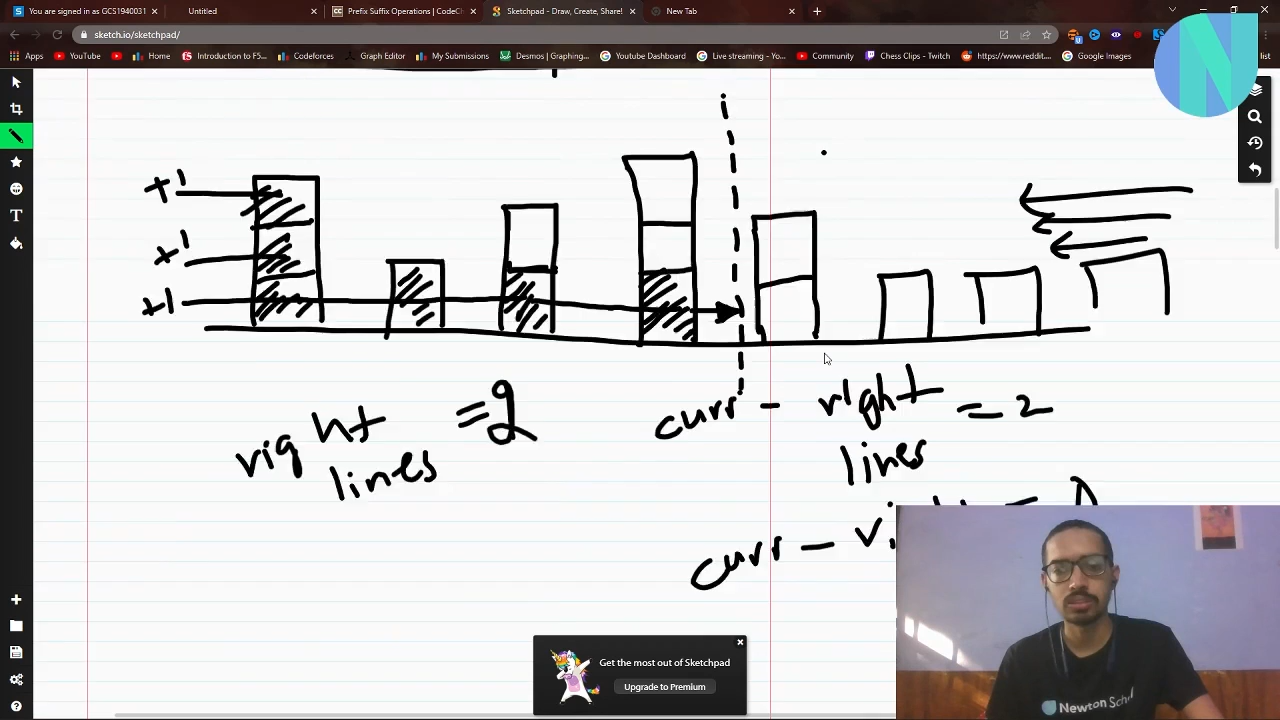 You are signed in as GCS1940031
Untitled
Prefix Suffix Operations | CodeCh
Sketchpad - Draw, Create, Share!
New Tab
sketch.io/sketchpad/
Apps
YouTube
Home
Introduction to F5...
Codeforces
Graph Editor
My Submissions
Desmos | Graphing...
Youtube Dashboard
Live streaming - Yo...
Community
Chess Clips - Twitch
https://www.reddit....
Google Images
list
i
+1
+1
+1
right lines = 2
curr - right lines = 2
curr -
Get the most out of Sketchpad
Upgrade to Premium
Newton Sch